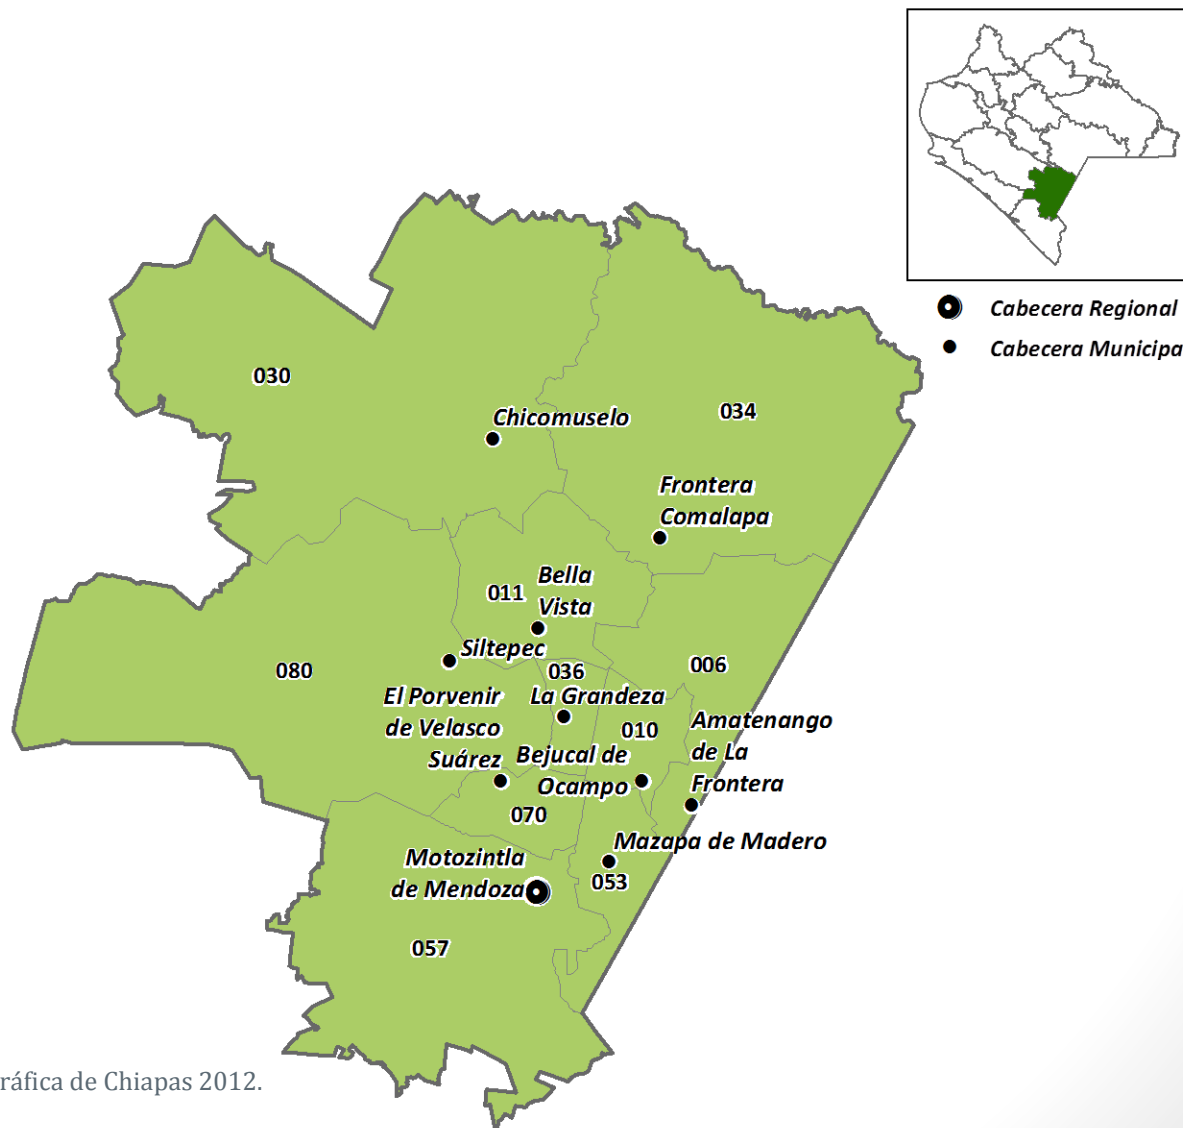 Cabecera Regional
Cabecera Municipa
030
034
Chicomuselo
Frontera
Comalapa
Bella
Vista
011
Siltepec
080
036
006
El Porvenir
de Velasco
Suárez
La Grandeza
010
Amatenango
de La
Frontera
Bejucal de
Ocampo
070
Mazapa de Madero
053
Motozintla
de Mendoza
057
ráfica de Chiapas 2012.